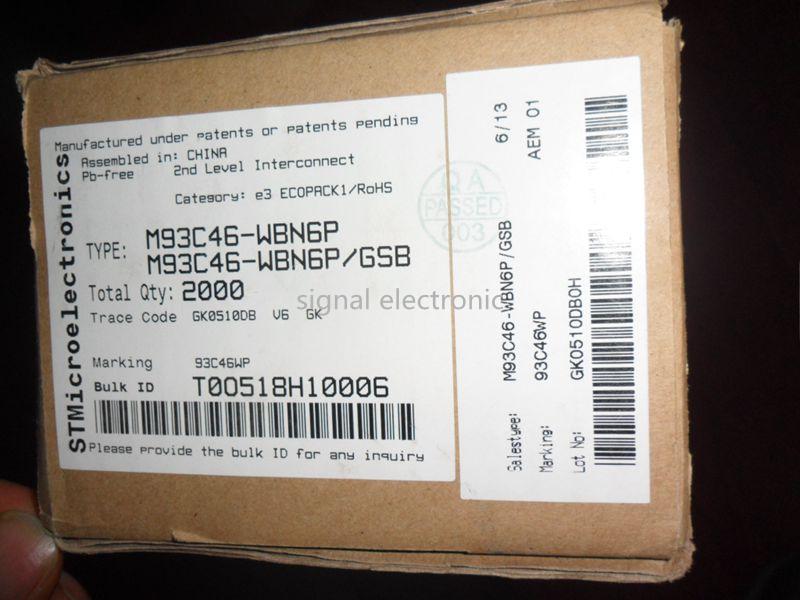 STMicroelectronics
Manufactured under patents or patents pending
Assembled in: CHINA
Pb-free 2nd Level Interconnect
Category: e3 ECOPACK1/RoHS
TYPE: M93C46-WBN6P
M93C46-WBN6P/GSB
Total Qty: 2000
Trace Code GK0510DB V6 GK
Marking 93C46WP
Bulk ID T00518H10006
Please provide the bulk ID for any inquiry
QA
PASSED
003
signal electronic
6/13
AEM 01
Salestype: M93C46-WBN6P/GSB
Marking: 93C46WP
Lot No: GK0510DB0H